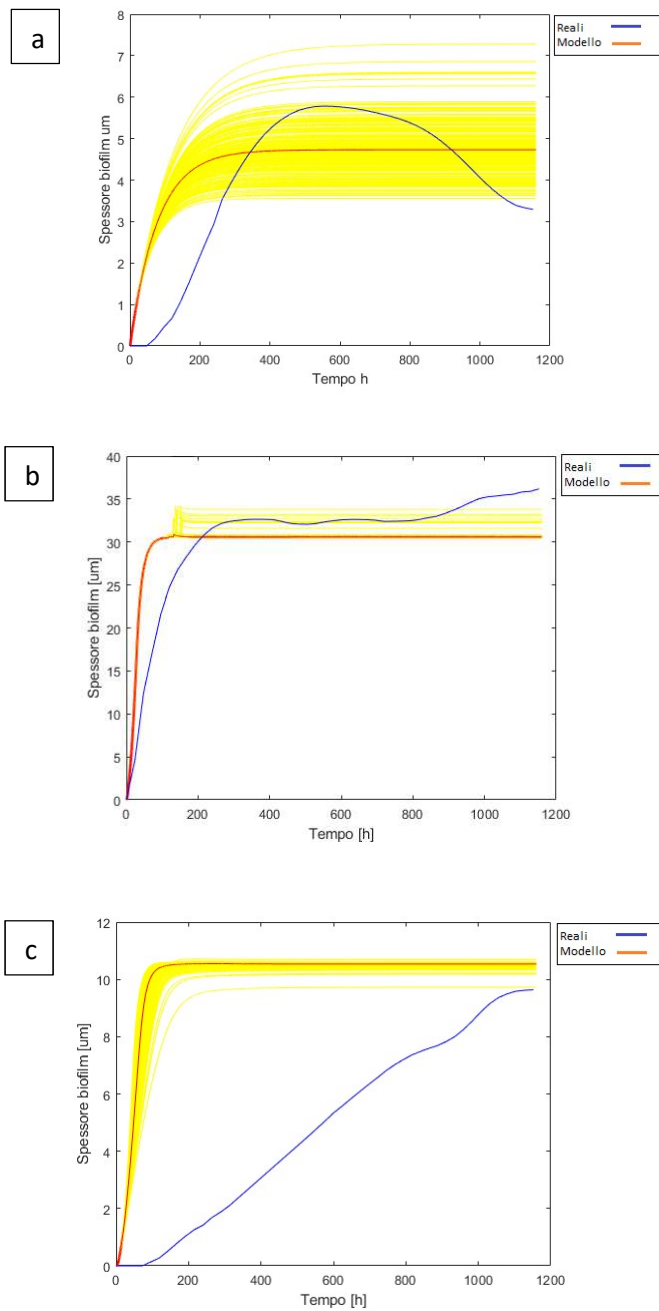 a
Reali
Modello
8
7
6
5
4
3
2
1
0
Spessore biofilm um
0 200 400 600 800 1000 1200
Tempo h
b
Reali
Modello
40
35
30
25
20
15
10
5
0
Spessore biofilm [um]
0 200 400 600 800 1000 1200
Tempo [h]
c
Reali
Modello
12
10
8
6
4
2
0
Spessore biofilm [um]
0 200 400 600 800 1000 1200
Tempo [h]